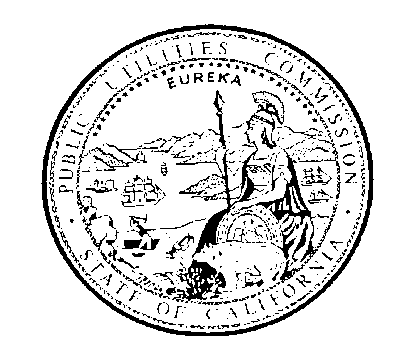 PUBLIC UTILITIES COMMISSION
EUREKA
STATE OF CALIFORNIA